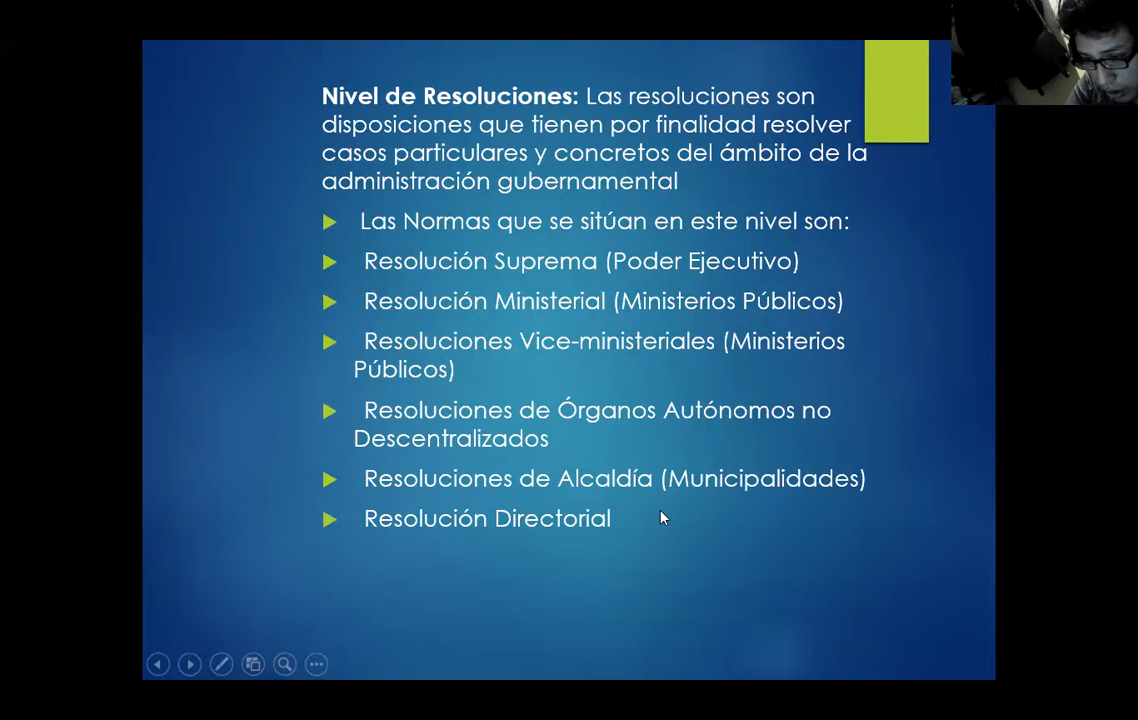 Nivel de Resoluciones: Las resoluciones son
disposiciones que tienen por finalidad resolver
casos particulares y concretos del ámbito de la
administración gubernamental
Las Normas que se sitúan en este nivel son:
Resolución Suprema (Poder Ejecutivo)
Resolución Ministerial (Ministerios Públicos)
Resoluciones Vice-ministeriales (Ministerios
Públicos)
Resoluciones de Órganos Autónomos no
Descentralizados
Resoluciones de Alcaldía (Municipalidades)
Resolución Directorial